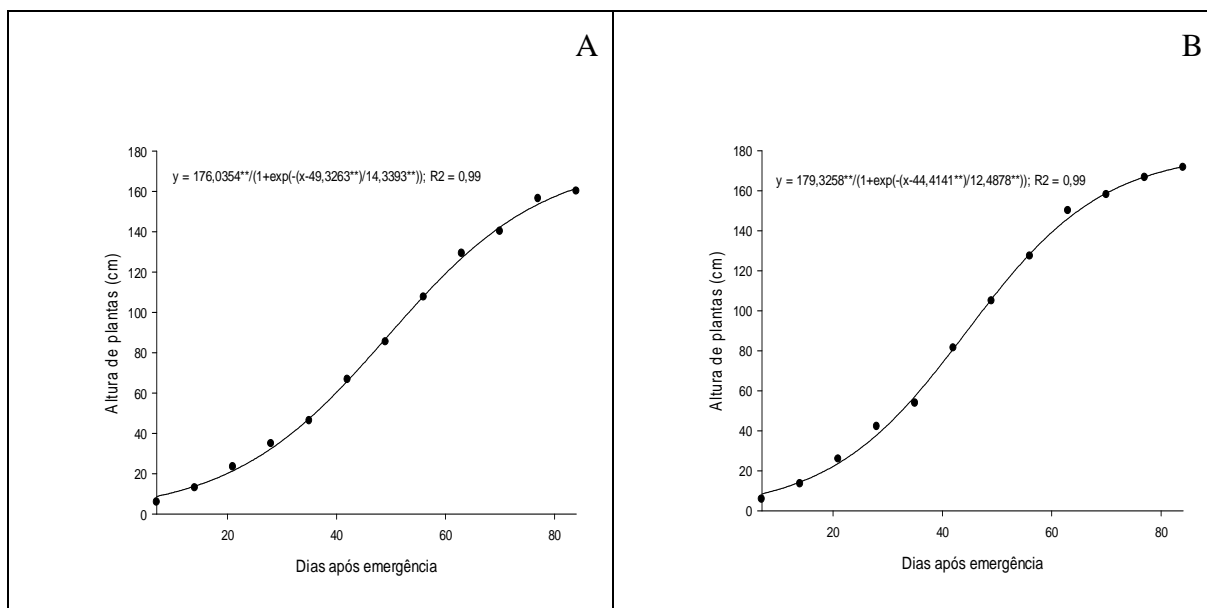 A
180
160
140
120
100
80
60
40
20
0
y = 176,0354**/(1+exp(-(x-49,3263**)/14,3393**)); R2 = 0,99
Altura de plantas (cm)
20 40 60 80
Dias após emergência
B
180
160
140
120
100
80
60
40
20
0
y = 179,3258**/(1+exp(-(x-44,4141**)/12,4878**)); R2 = 0,99
Altura de plantas (cm)
20 40 60 80
Dias após emergência